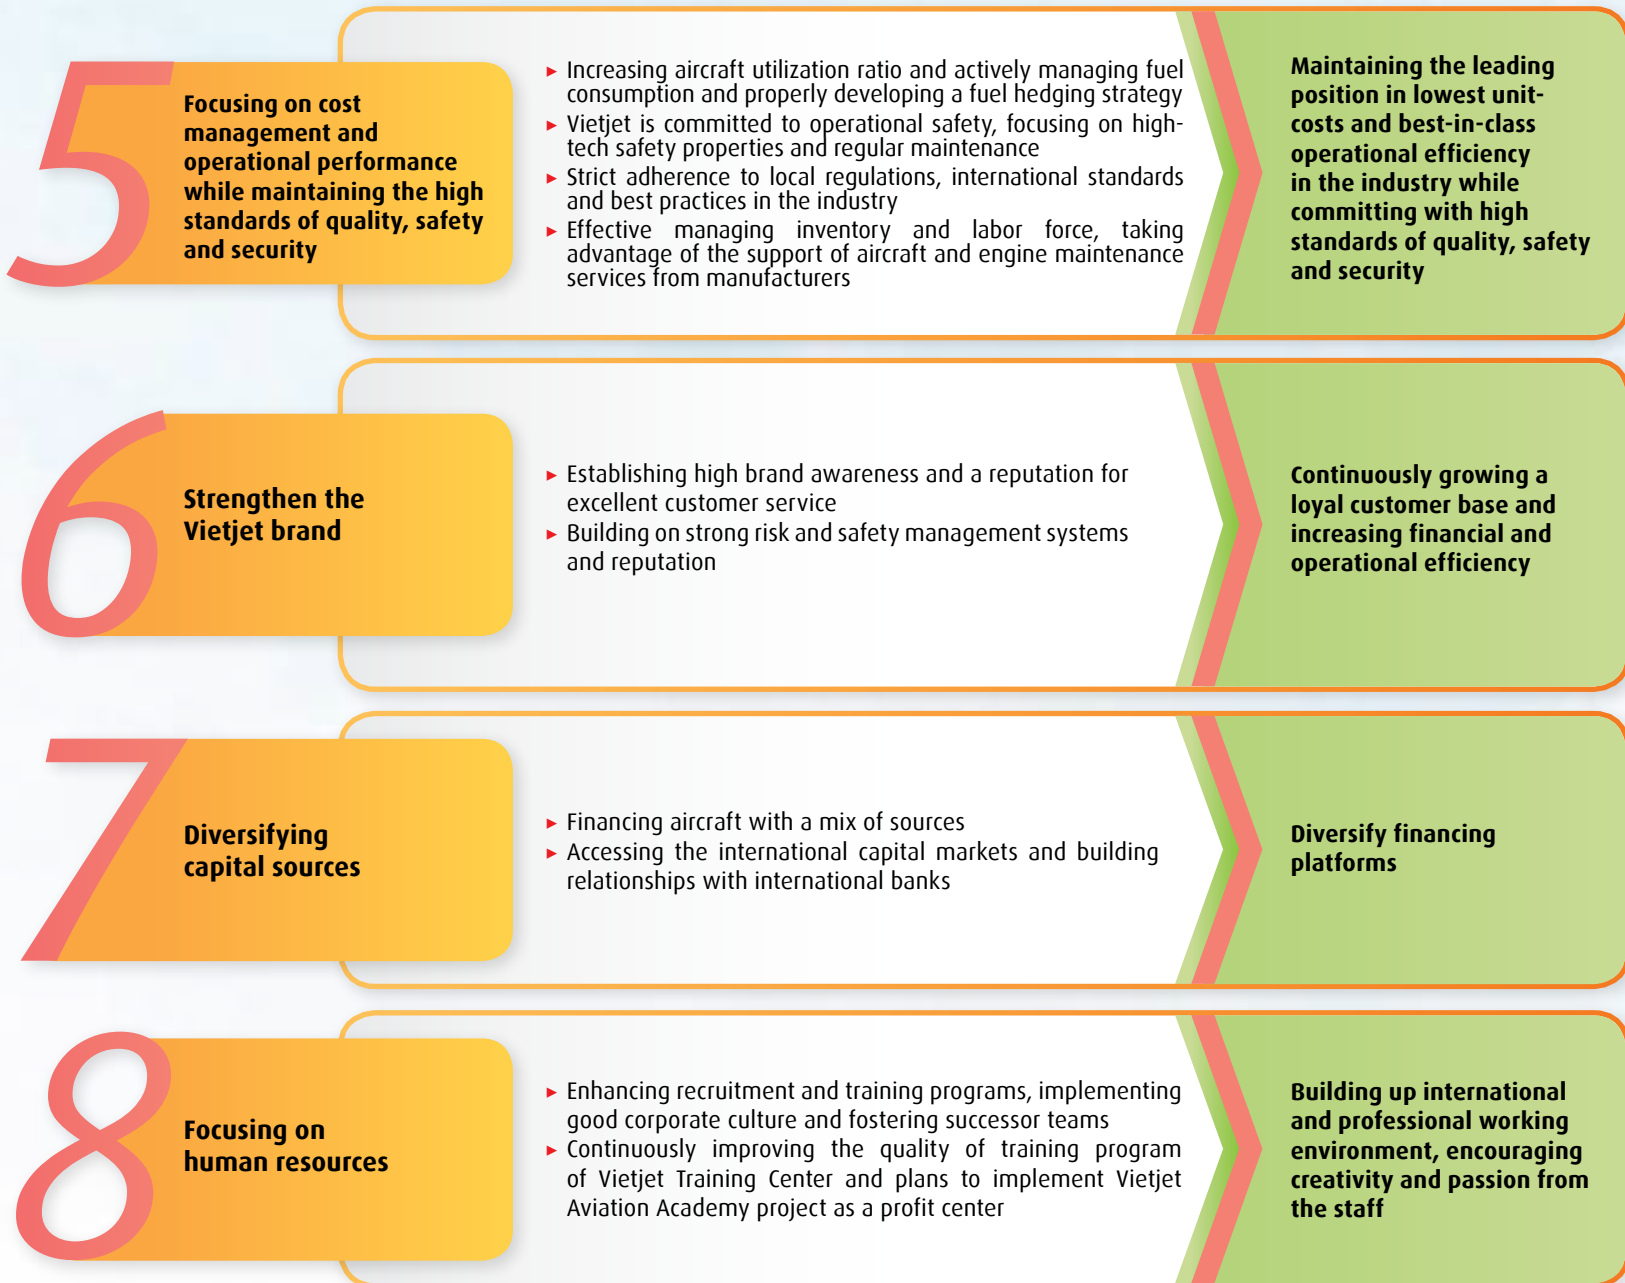 5
Focusing on cost
management and
operational performance
while maintaining the high
standards of quality, safety
and security
► Increasing aircraft utilization ratio and actively managing fuel
consumption and properly developing a fuel hedging strategy
► Vietjet is committed to operational safety, focusing on high-
tech safety properties and regular maintenance
► Strict adherence to local regulations, international standards
and best practices in the industry
► Effective managing inventory and labor force, taking
advantage of the support of aircraft and engine maintenance
services from manufacturers
Maintaining the leading
position in lowest unit-
costs and best-in-class
operational efficiency
in the industry while
committing with high
standards of quality, safety
and security
6
Strengthen the
Vietjet brand
► Establishing high brand awareness and a reputation for
excellent customer service
► Building on strong risk and safety management systems
and reputation
Continuously growing a
loyal customer base and
increasing financial and
operational efficiency
7
Diversifying
capital sources
► Financing aircraft with a mix of sources
► Accessing the international capital markets and building
relationships with international banks
Diversify financing
platforms
8
Focusing on
human resources
► Enhancing recruitment and training programs, implementing
good corporate culture and fostering successor teams
► Continuously improving the quality of training program
of Vietjet Training Center and plans to implement Vietjet
Aviation Academy project as a profit center
Building up international
and professional working
environment, encouraging
creativity and passion from
the staff